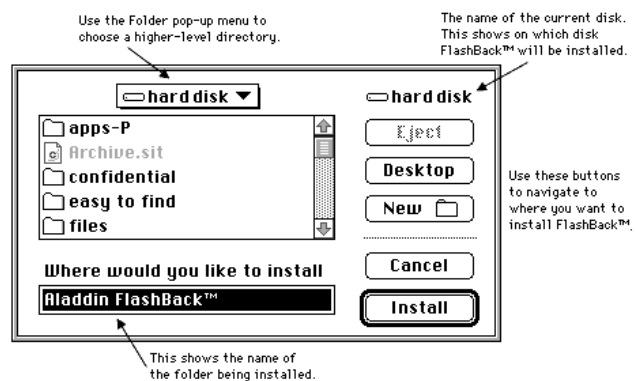 Use the Folder pop-up menu to
choose a higher-level directory.
The name of the current disk.
This shows on which disk
FlashBack™ will be installed.
hard disk
hard disk
apps-P
Archive.sit
confidential
easy to find
files
Eject
Desktop
New
Use these buttons
to navigate to
where you want to
install FlashBack™.
Where would you like to install
Aladdin FlashBack™
Cancel
Install
This shows the name of
the folder being installed.